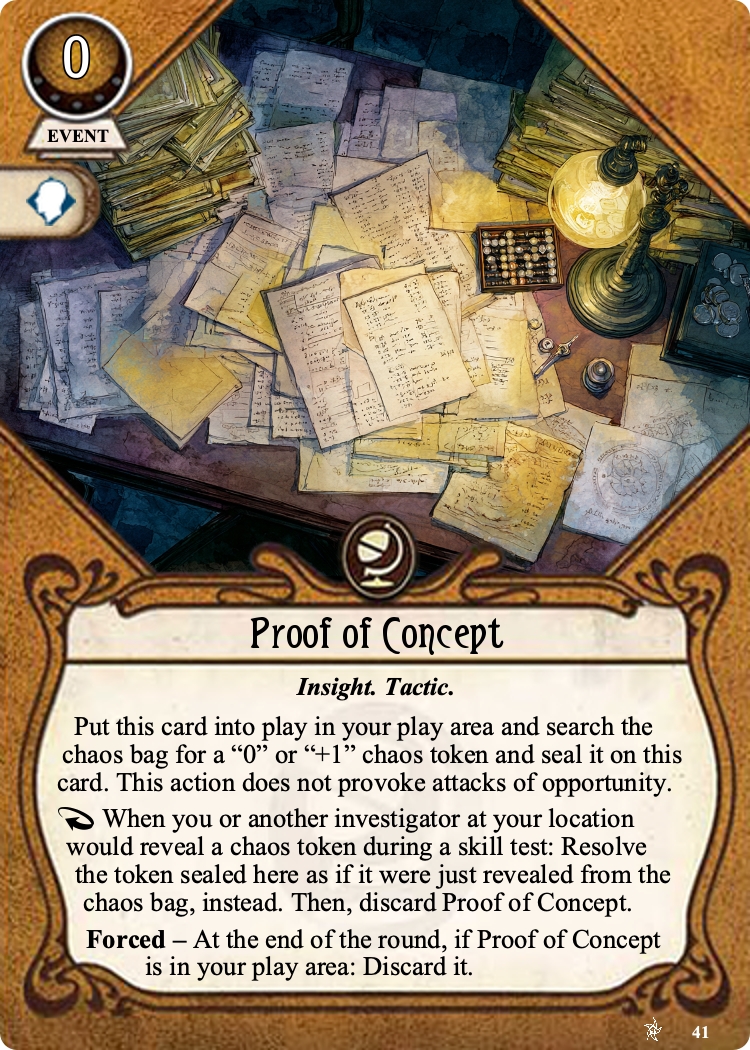 0
EVENT
Proof of Concept
Insight. Tactic.
Put this card into play in your play area and search the
chaos bag for a “0” or “+1” chaos token and seal it on this
card. This action does not provoke attacks of opportunity.
When you or another investigator at your location
would reveal a chaos token during a skill test: Resolve
the token sealed here as if it were just revealed from the
chaos bag, instead. Then, discard Proof of Concept.
Forced – At the end of the round, if Proof of Concept
is in your play area: Discard it.
41